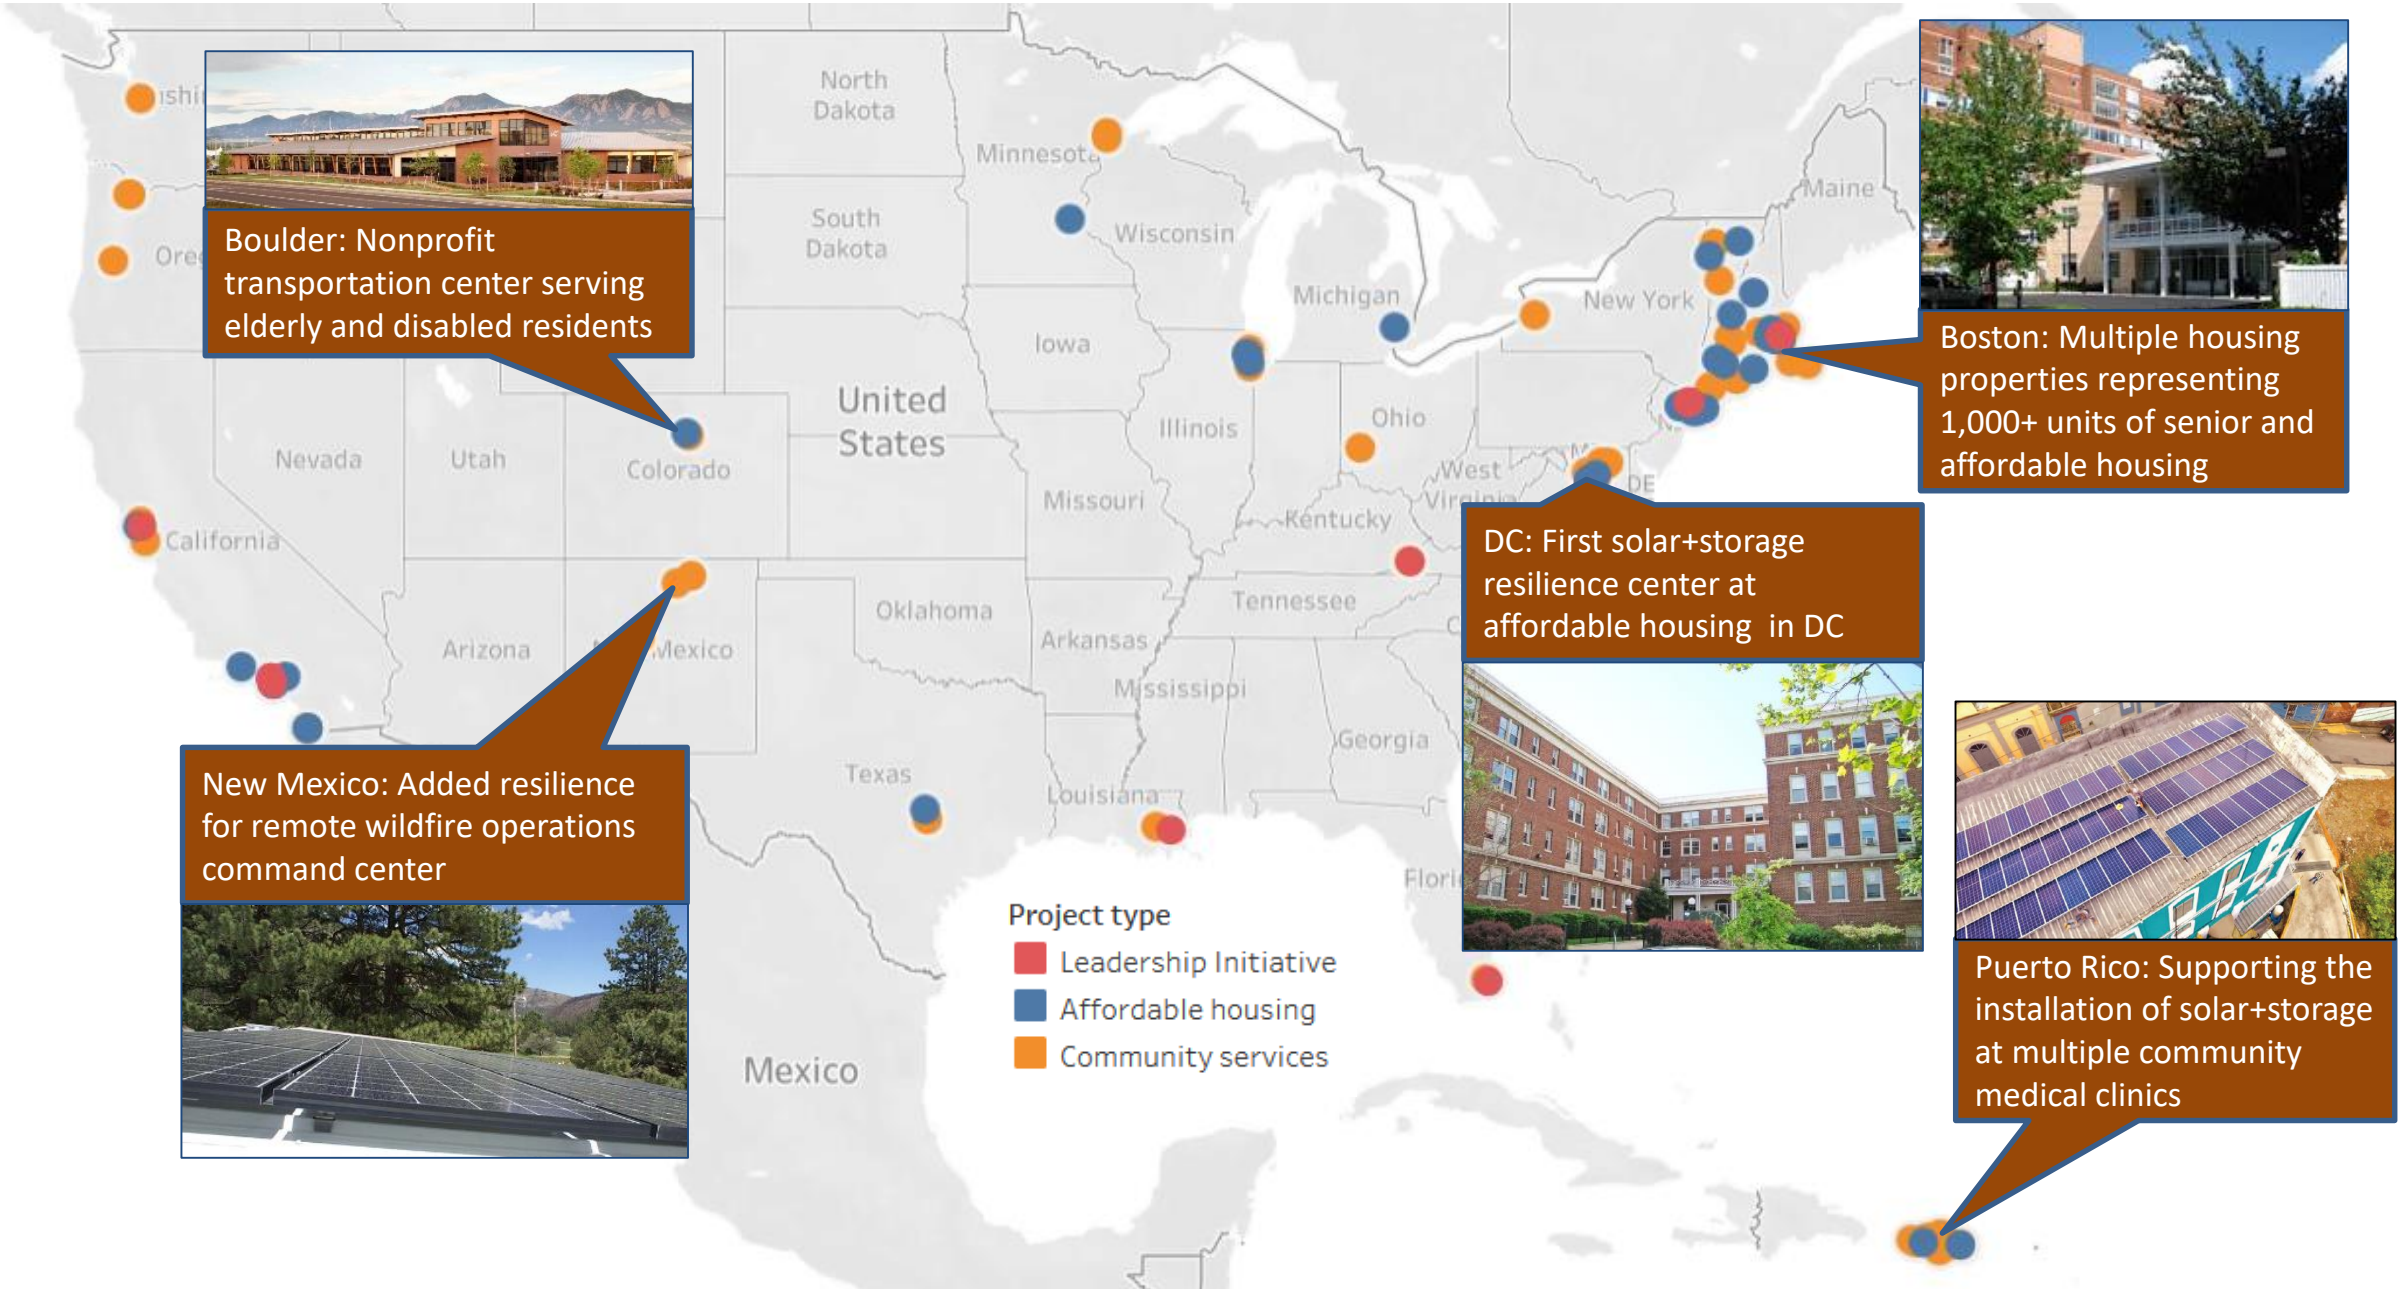 North
Dakota
Minnesota
Maine
Boulder: Nonprofit
transportation center serving
elderly and disabled residents
South
Dakota
Wisconsin
Michigan
New York
Iowa
Boston: Multiple housing
properties representing
1,000+ units of senior and
affordable housing
United
States
Illinois
Ohio
Nevada
Utah
Colorado
West
Virginia
DE
Missouri
Kentucky
California
DC: First solar+storage
resilience center at
affordable housing in DC
Oklahoma
Tennessee
Arkansas
Arizona
Mexico
Mississippi
Georgia
New Mexico: Added resilience
for remote wildfire operations
command center
Texas
Louisiana
Project type
Leadership Initiative
Affordable housing
Community services
Puerto Rico: Supporting the
installation of solar+storage
at multiple community
medical clinics
Mexico